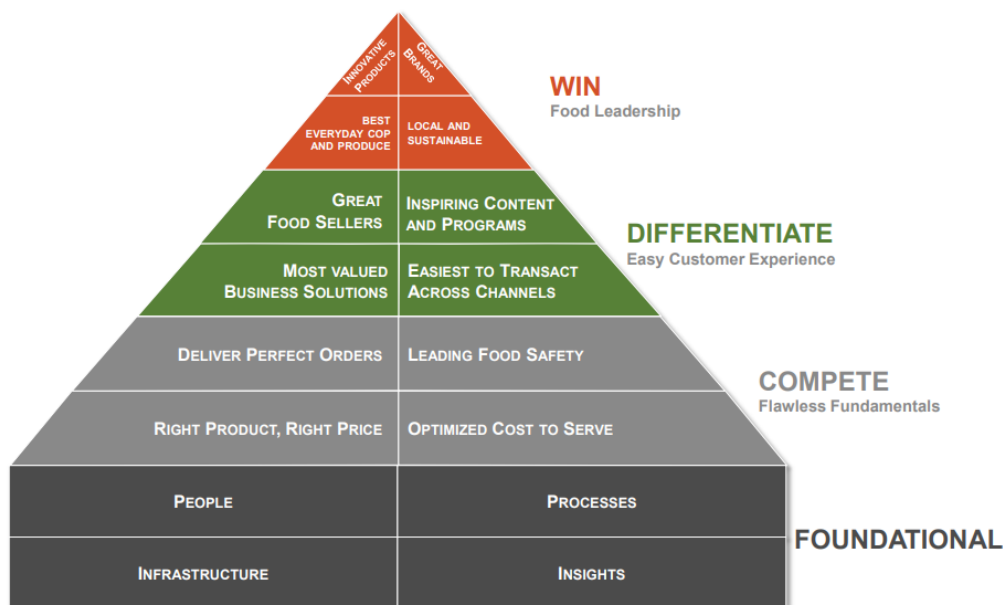 INNOVATIVE
PRODUCTS
GREAT
BRANDS
WIN
Food Leadership
BEST
EVERYDAY COP
AND PRODUCE
LOCAL AND
SUSTAINABLE
GREAT
FOOD SELLERS
INSPIRING CONTENT
AND PROGRAMS
DIFFERENTIATE
Easy Customer Experience
MOST VALUED
BUSINESS SOLUTIONS
EASIEST TO TRANSACT
ACROSS CHANNELS
DELIVER PERFECT ORDERS
LEADING FOOD SAFETY
COMPETE
Flawless Fundamentals
RIGHT PRODUCT, RIGHT PRICE
OPTIMIZED COST TO SERVE
PEOPLE
PROCESSES
FOUNDATIONAL
INFRASTRUCTURE
INSIGHTS